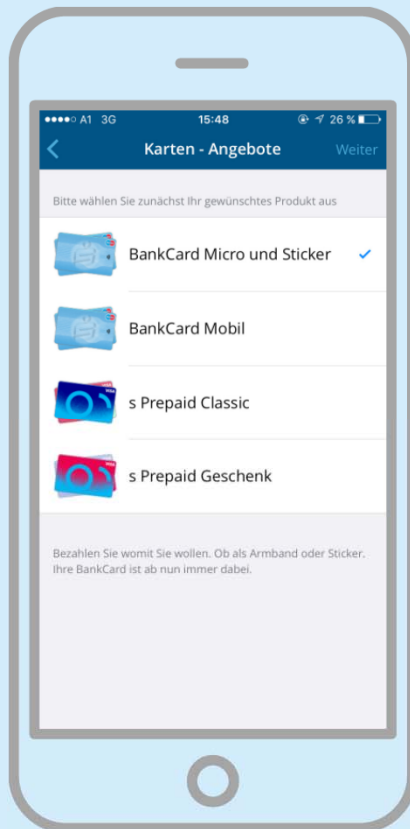 A1 3G 15:48 26 %
Karten - Angebote Weiter
Bitte wählen Sie zunächst Ihr gewünschtes Produkt aus
BankCard Micro und Sticker
BankCard Mobil
s Prepaid Classic
s Prepaid Geschenk
Bezahlen Sie womit Sie wollen. Ob als Armband oder Sticker.
Ihre BankCard ist ab nun immer dabei.